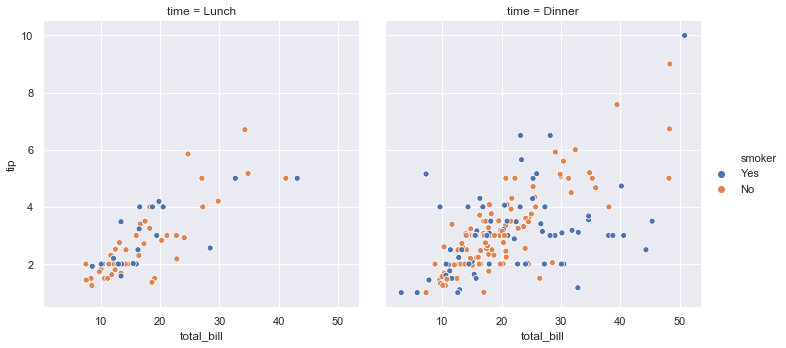 time = Lunch
time = Dinner
10
8
6
4
2
tip
10
20
30
40
50
10
20
30
40
50
total_bill
total_bill
smoker
Yes
No